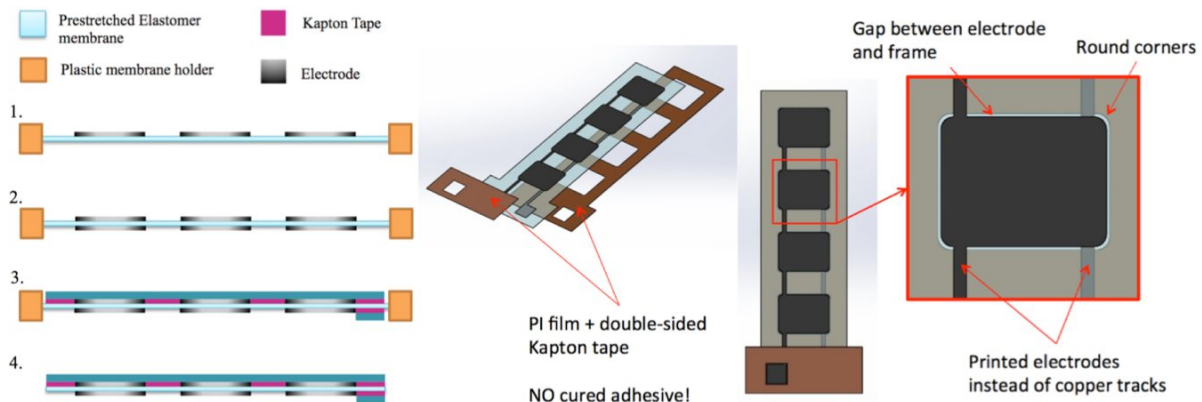 Prestretched Elastomer
membrane
Kapton Tape
Plastic membrane holder
Electrode
1.
2.
3.
4.
PI film + double-sided
Kapton tape
NO cured adhesive!
Gap between electrode
and frame
Round corners
Printed electrodes
instead of copper tracks